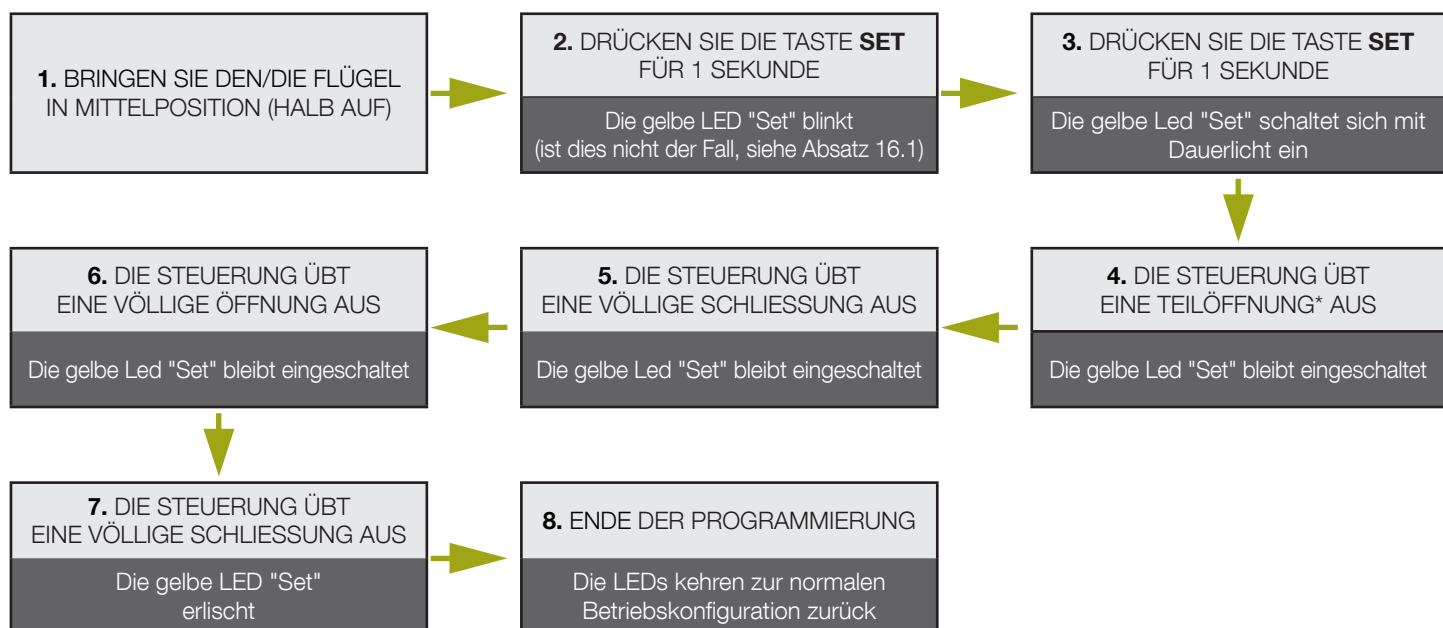 1. BRINGEN SIE DEN/DIE FLÜGEL
IN MITTELPOSITION (HALB AUF)
2. DRÜCKEN SIE DIE TASTE SET
FÜR 1 SEKUNDE
Die gelbe LED "Set" blinkt
(ist dies nicht der Fall, siehe Absatz 16.1)
3. DRÜCKEN SIE DIE TASTE SET
FÜR 1 SEKUNDE
Die gelbe Led "Set" schaltet sich mit
Dauerlicht ein
4. DIE STEUERUNG ÜBT
EINE TEILÖFFNUNG* AUS
Die gelbe Led "Set" bleibt eingeschaltet
5. DIE STEUERUNG ÜBT
EINE VÖLLIGE SCHLIESSUNG AUS
Die gelbe Led "Set" bleibt eingeschaltet
6. DIE STEUERUNG ÜBT
EINE VÖLLIGE ÖFFNUNG AUS
Die gelbe Led "Set" bleibt eingeschaltet
7. DIE STEUERUNG ÜBT
EINE VÖLLIGE SCHLIESSUNG AUS
Die gelbe LED "Set"
erlischt
8. ENDE DER PROGRAMMIERUNG
Die LEDs kehren zur normalen
Betriebskonfiguration zurück